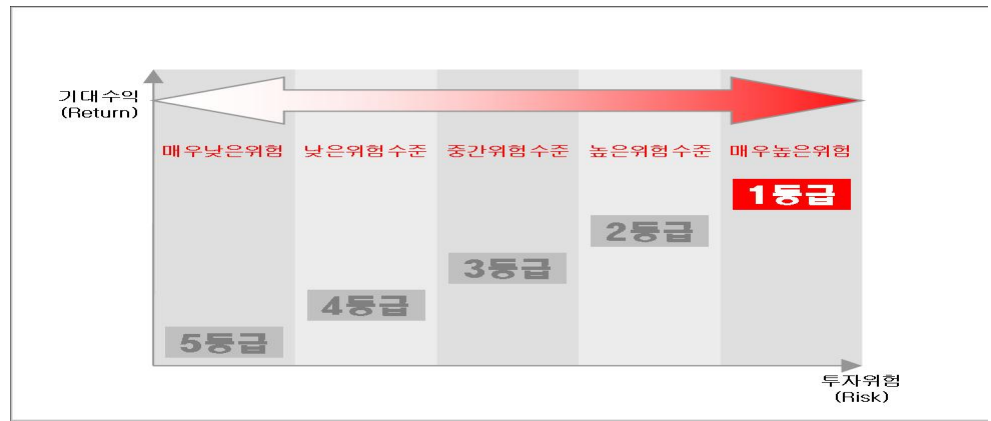 기대수익
(Return)
매우낮은위험 낮은위험수준 중간위험수준 높은위험수준 매우높은위험
1등급
2등급
3등급
4등급
5등급
투자위험
(Risk)